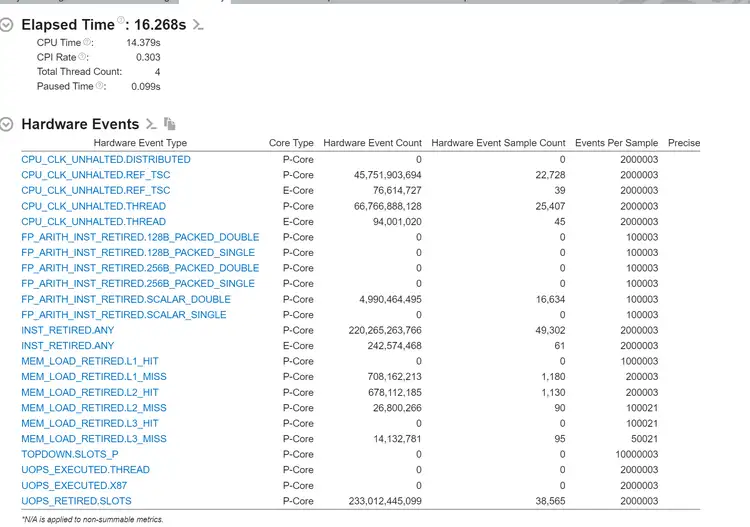 Elapsed Time: 16.268s
CPU Time: 14.379s
CPI Rate: 0.303
Total Thread Count: 4
Paused Time: 0.099s
Hardware Events
Hardware Event Type Core Type Hardware Event Count Hardware Event Sample Count Events Per Sample Precise
CPU_CLK_UNHALTED.DISTRIBUTED P-Core 0 0 2000003
CPU_CLK_UNHALTED.REF_TSC P-Core 45,751,903,694 22,728 2000003
CPU_CLK_UNHALTED.REF_TSC E-Core 76,614,727 39 2000003
CPU_CLK_UNHALTED.THREAD P-Core 66,766,888,128 25,407 2000003
CPU_CLK_UNHALTED.THREAD E-Core 94,001,020 45 2000003
FP_ARITH_INST_RETIRED.128B_PACKED_DOUBLE P-Core 0 0 100003
FP_ARITH_INST_RETIRED.128B_PACKED_SINGLE P-Core 0 0 100003
FP_ARITH_INST_RETIRED.256B_PACKED_DOUBLE P-Core 0 0 100003
FP_ARITH_INST_RETIRED.256B_PACKED_SINGLE P-Core 0 0 100003
FP_ARITH_INST_RETIRED.SCALAR_DOUBLE P-Core 4,990,464,495 16,634 100003
FP_ARITH_INST_RETIRED.SCALAR_SINGLE P-Core 0 0 100003
INST_RETIRED.ANY P-Core 220,265,263,766 49,302 2000003
INST_RETIRED.ANY E-Core 242,574,468 61 2000003
MEM_LOAD_RETIRED.L1_HIT P-Core 0 0 1000003
MEM_LOAD_RETIRED.L1_MISS P-Core 708,162,213 1,180 200003
MEM_LOAD_RETIRED.L2_HIT P-Core 678,112,185 1,130 200003
MEM_LOAD_RETIRED.L2_MISS P-Core 26,800,266 90 100021
MEM_LOAD_RETIRED.L3_HIT P-Core 0 0 100021
MEM_LOAD_RETIRED.L3_MISS P-Core 14,132,781 95 50021
TOPDOWN.SLOTS_P P-Core 0 0 10000003
UOPS_EXECUTED.THREAD P-Core 0 0 2000003
UOPS_EXECUTED.X87 P-Core 0 0 2000003
UOPS_RETIRED.SLOTS P-Core 233,012,445,099 38,565 2000003
*N/A is applied to non-summable metrics.